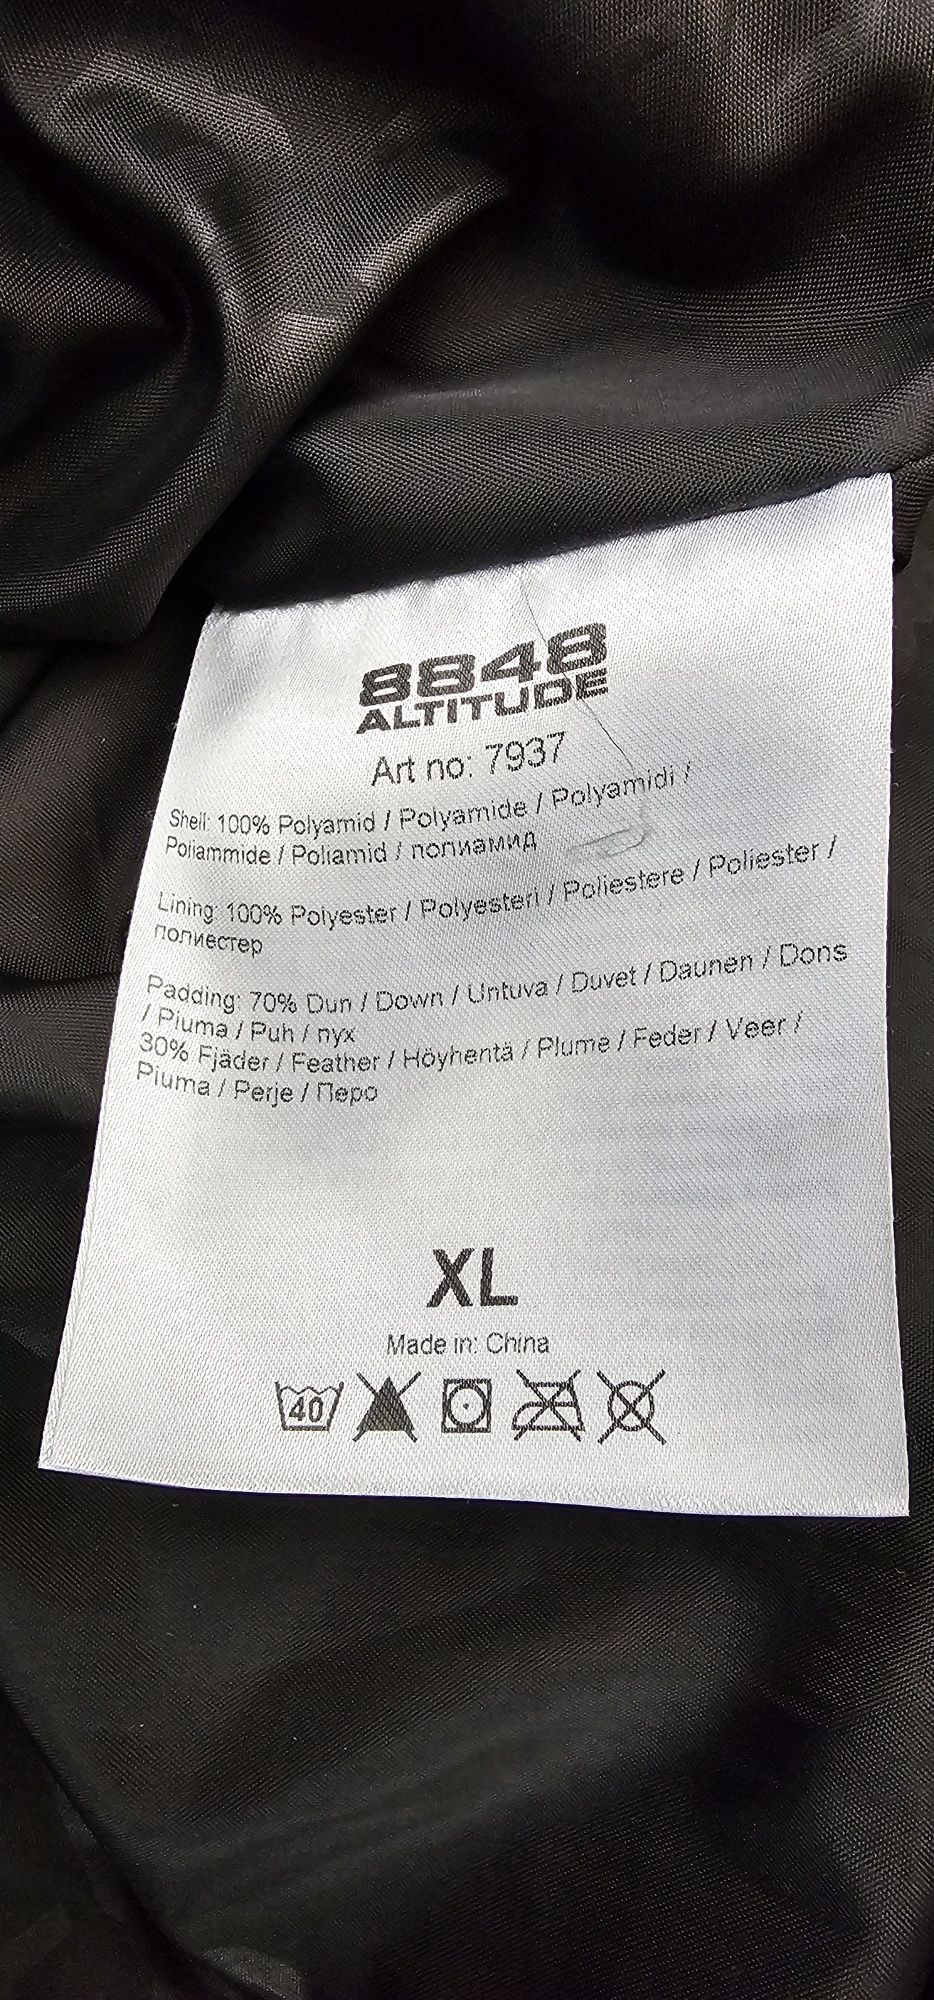 8848
ALTITUDE
Art no: 7937
Shell: 100% Polyamid / Polyamide / Polyamidi /
Poliammide / Poliamid / полиамид
Lining: 100% Polyester / Polyesteri / Poliestere / Poliester /
полиестер
Padding: 70% Dun / Down / Untuva / Duvet / Daunen / Dons
/ Piuma / Puh / пух
30% Fjäder / Feather / Höyhentä / Plume / Feder / Veer /
Piuma / Perje / Перо
XL
Made in: China
40